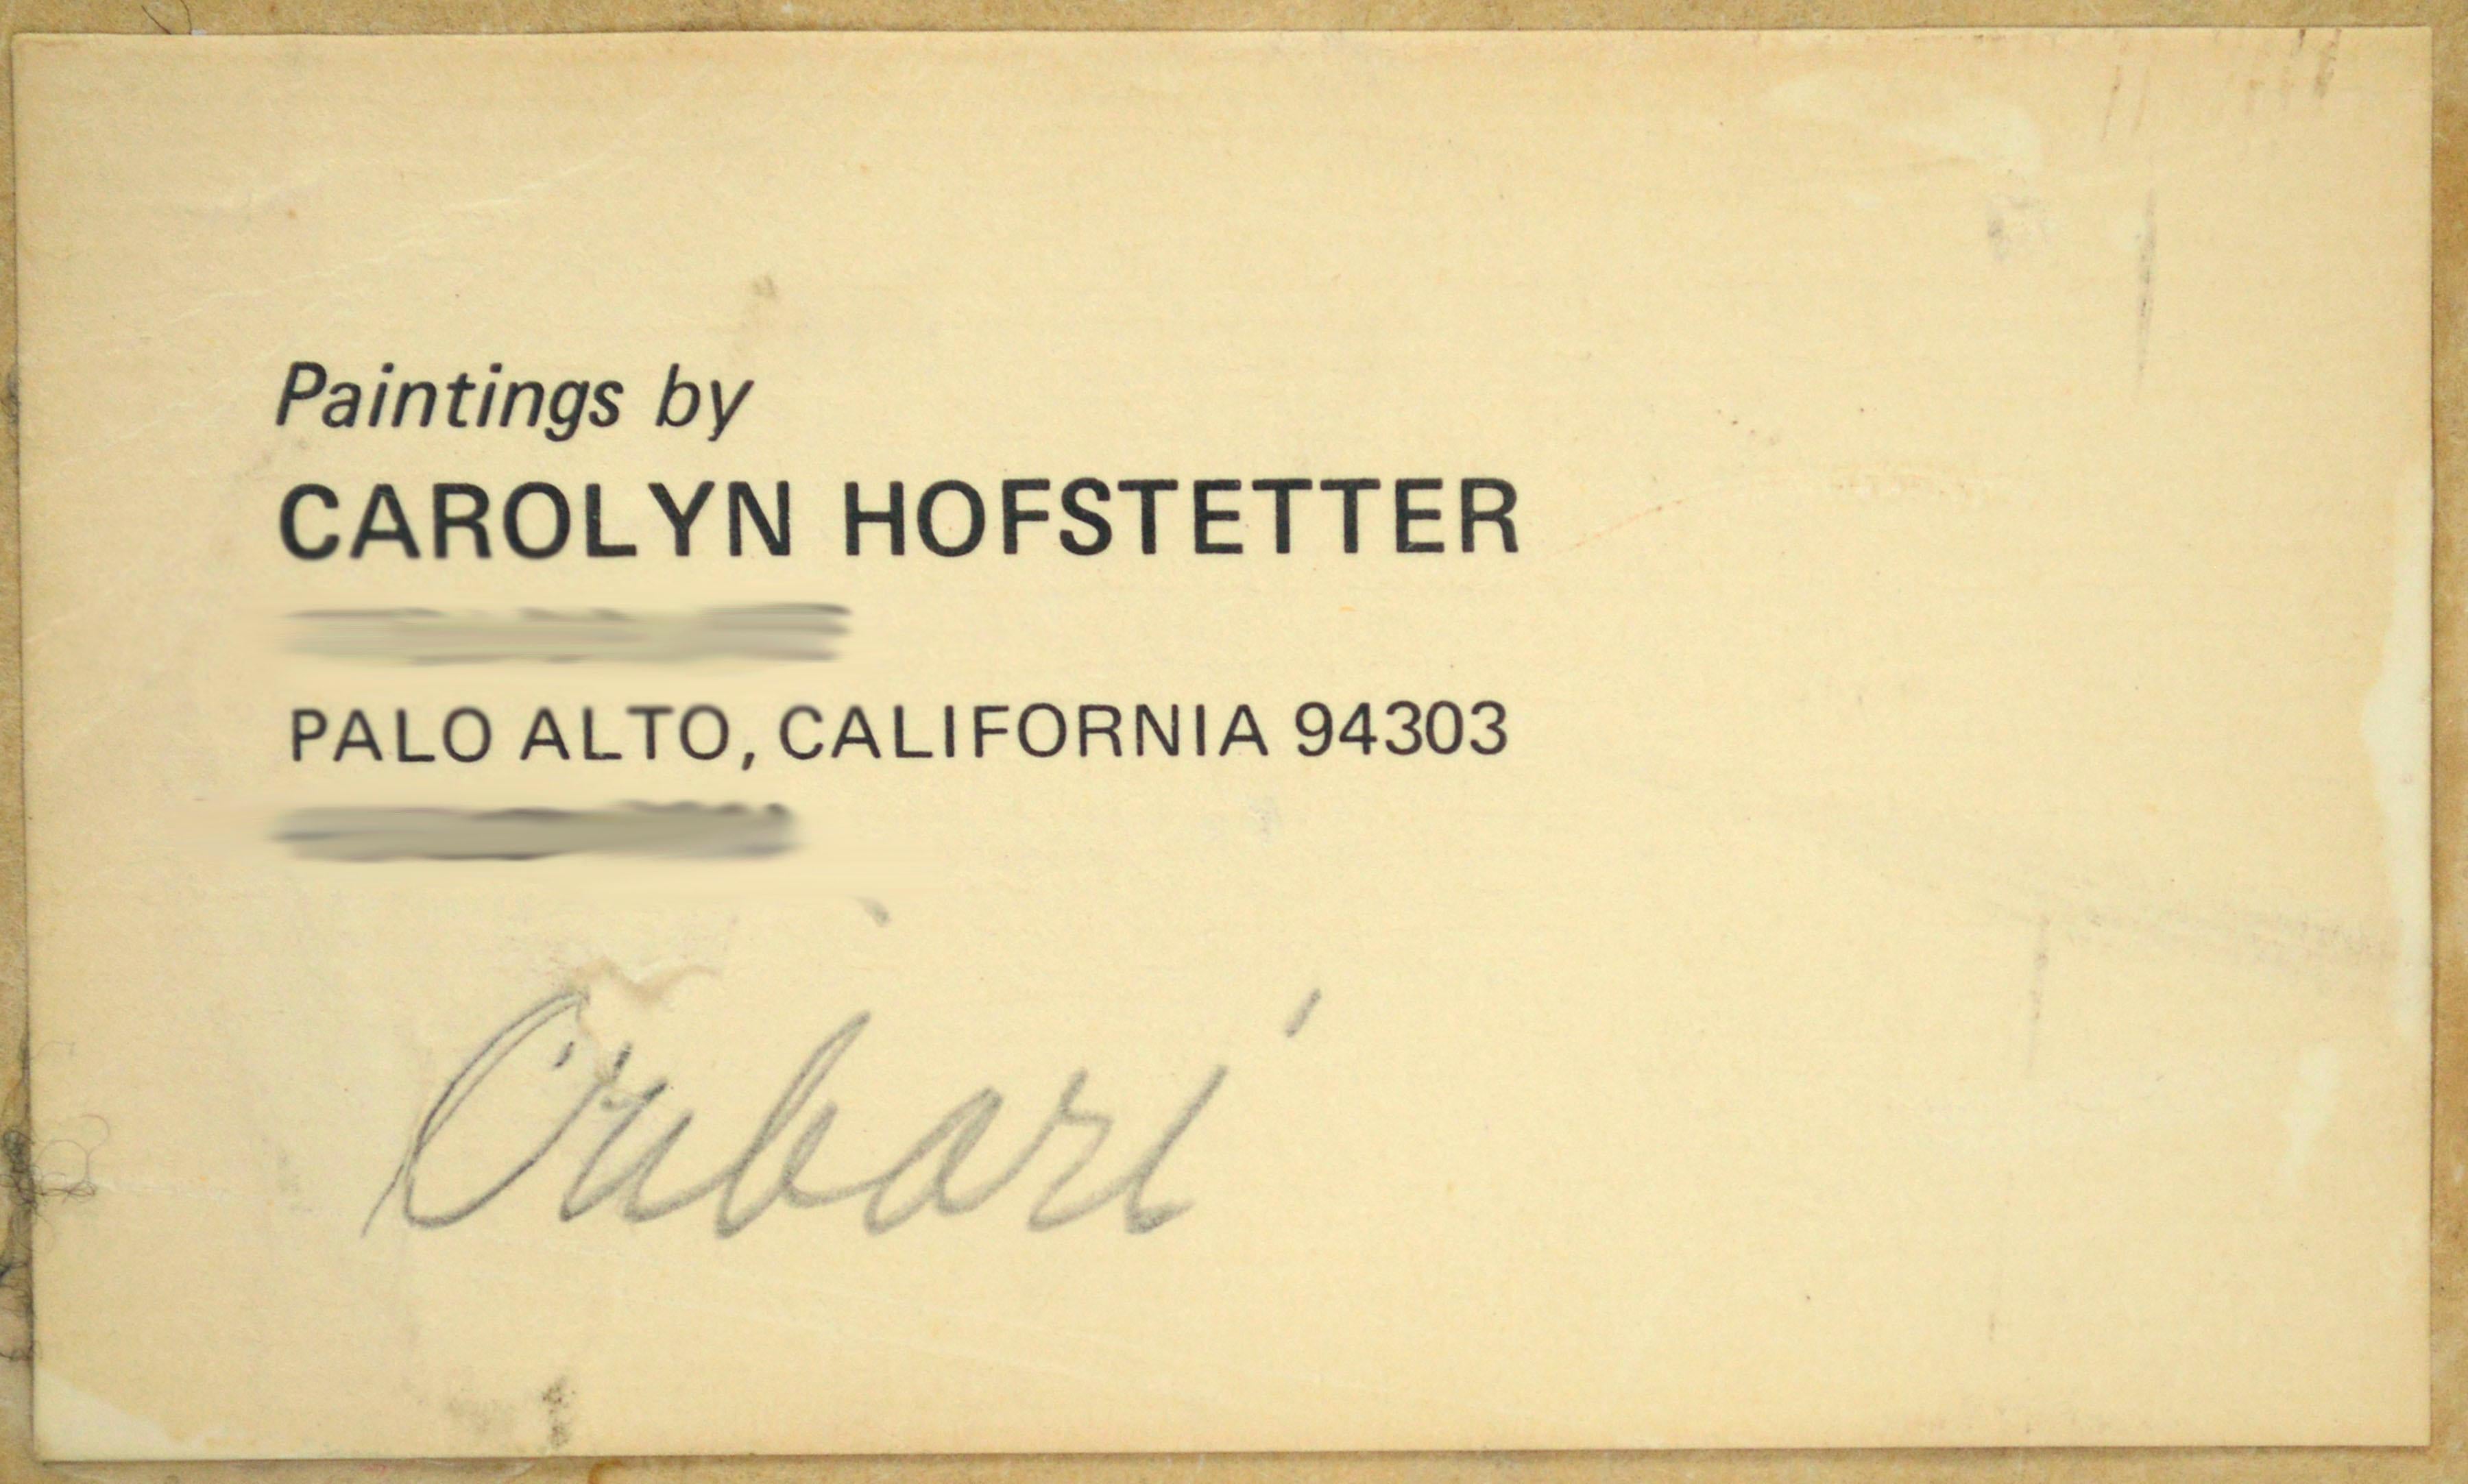 Paintings by
CAROLYN HOFSTETTER
PALO ALTO, CALIFORNIA 94303